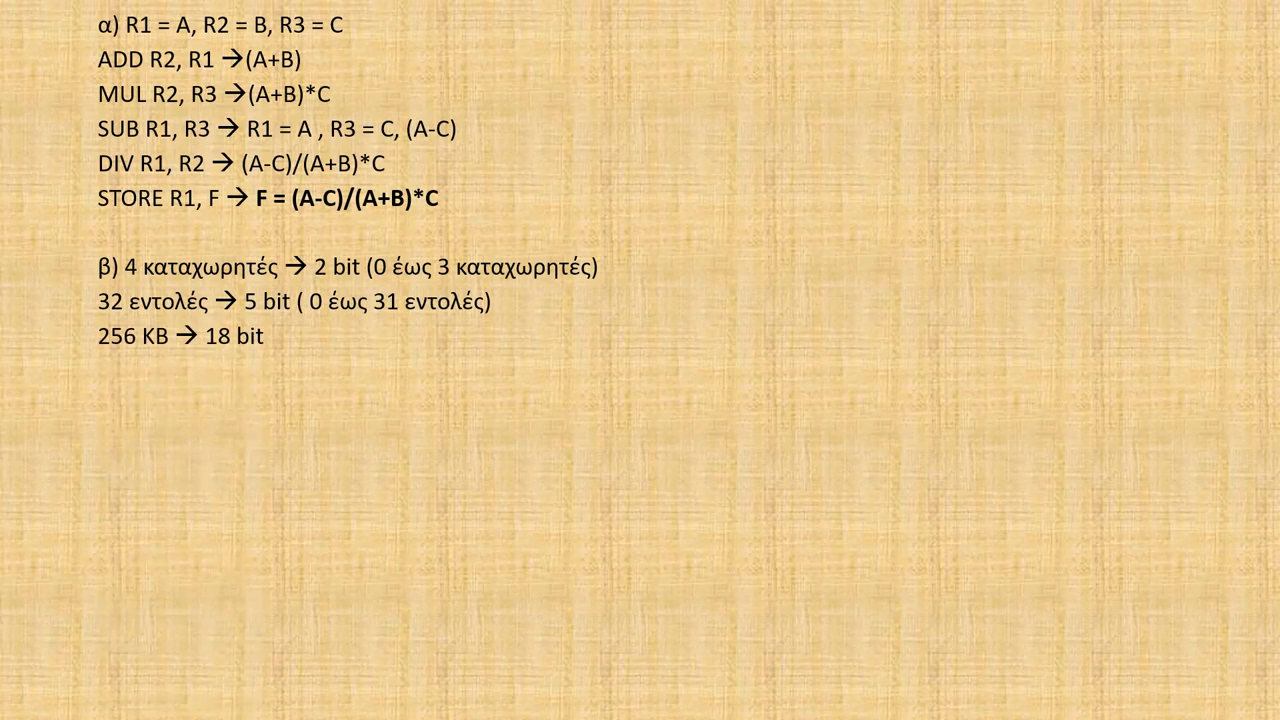 α) R1 = A, R2 = B, R3 = C
ADD R2, R1 →(A+B)
MUL R2, R3 →(A+B)*C
SUB R1, R3 → R1 = A , R3 = C, (A-C)
DIV R1, R2 → (A-C)/(A+B)*C
STORE R1, F → F = (A-C)/(A+B)*C
β) 4 καταχωρητές → 2 bit (0 έως 3 καταχωρητές)
32 εντολές → 5 bit ( 0 έως 31 εντολές)
256 KB → 18 bit